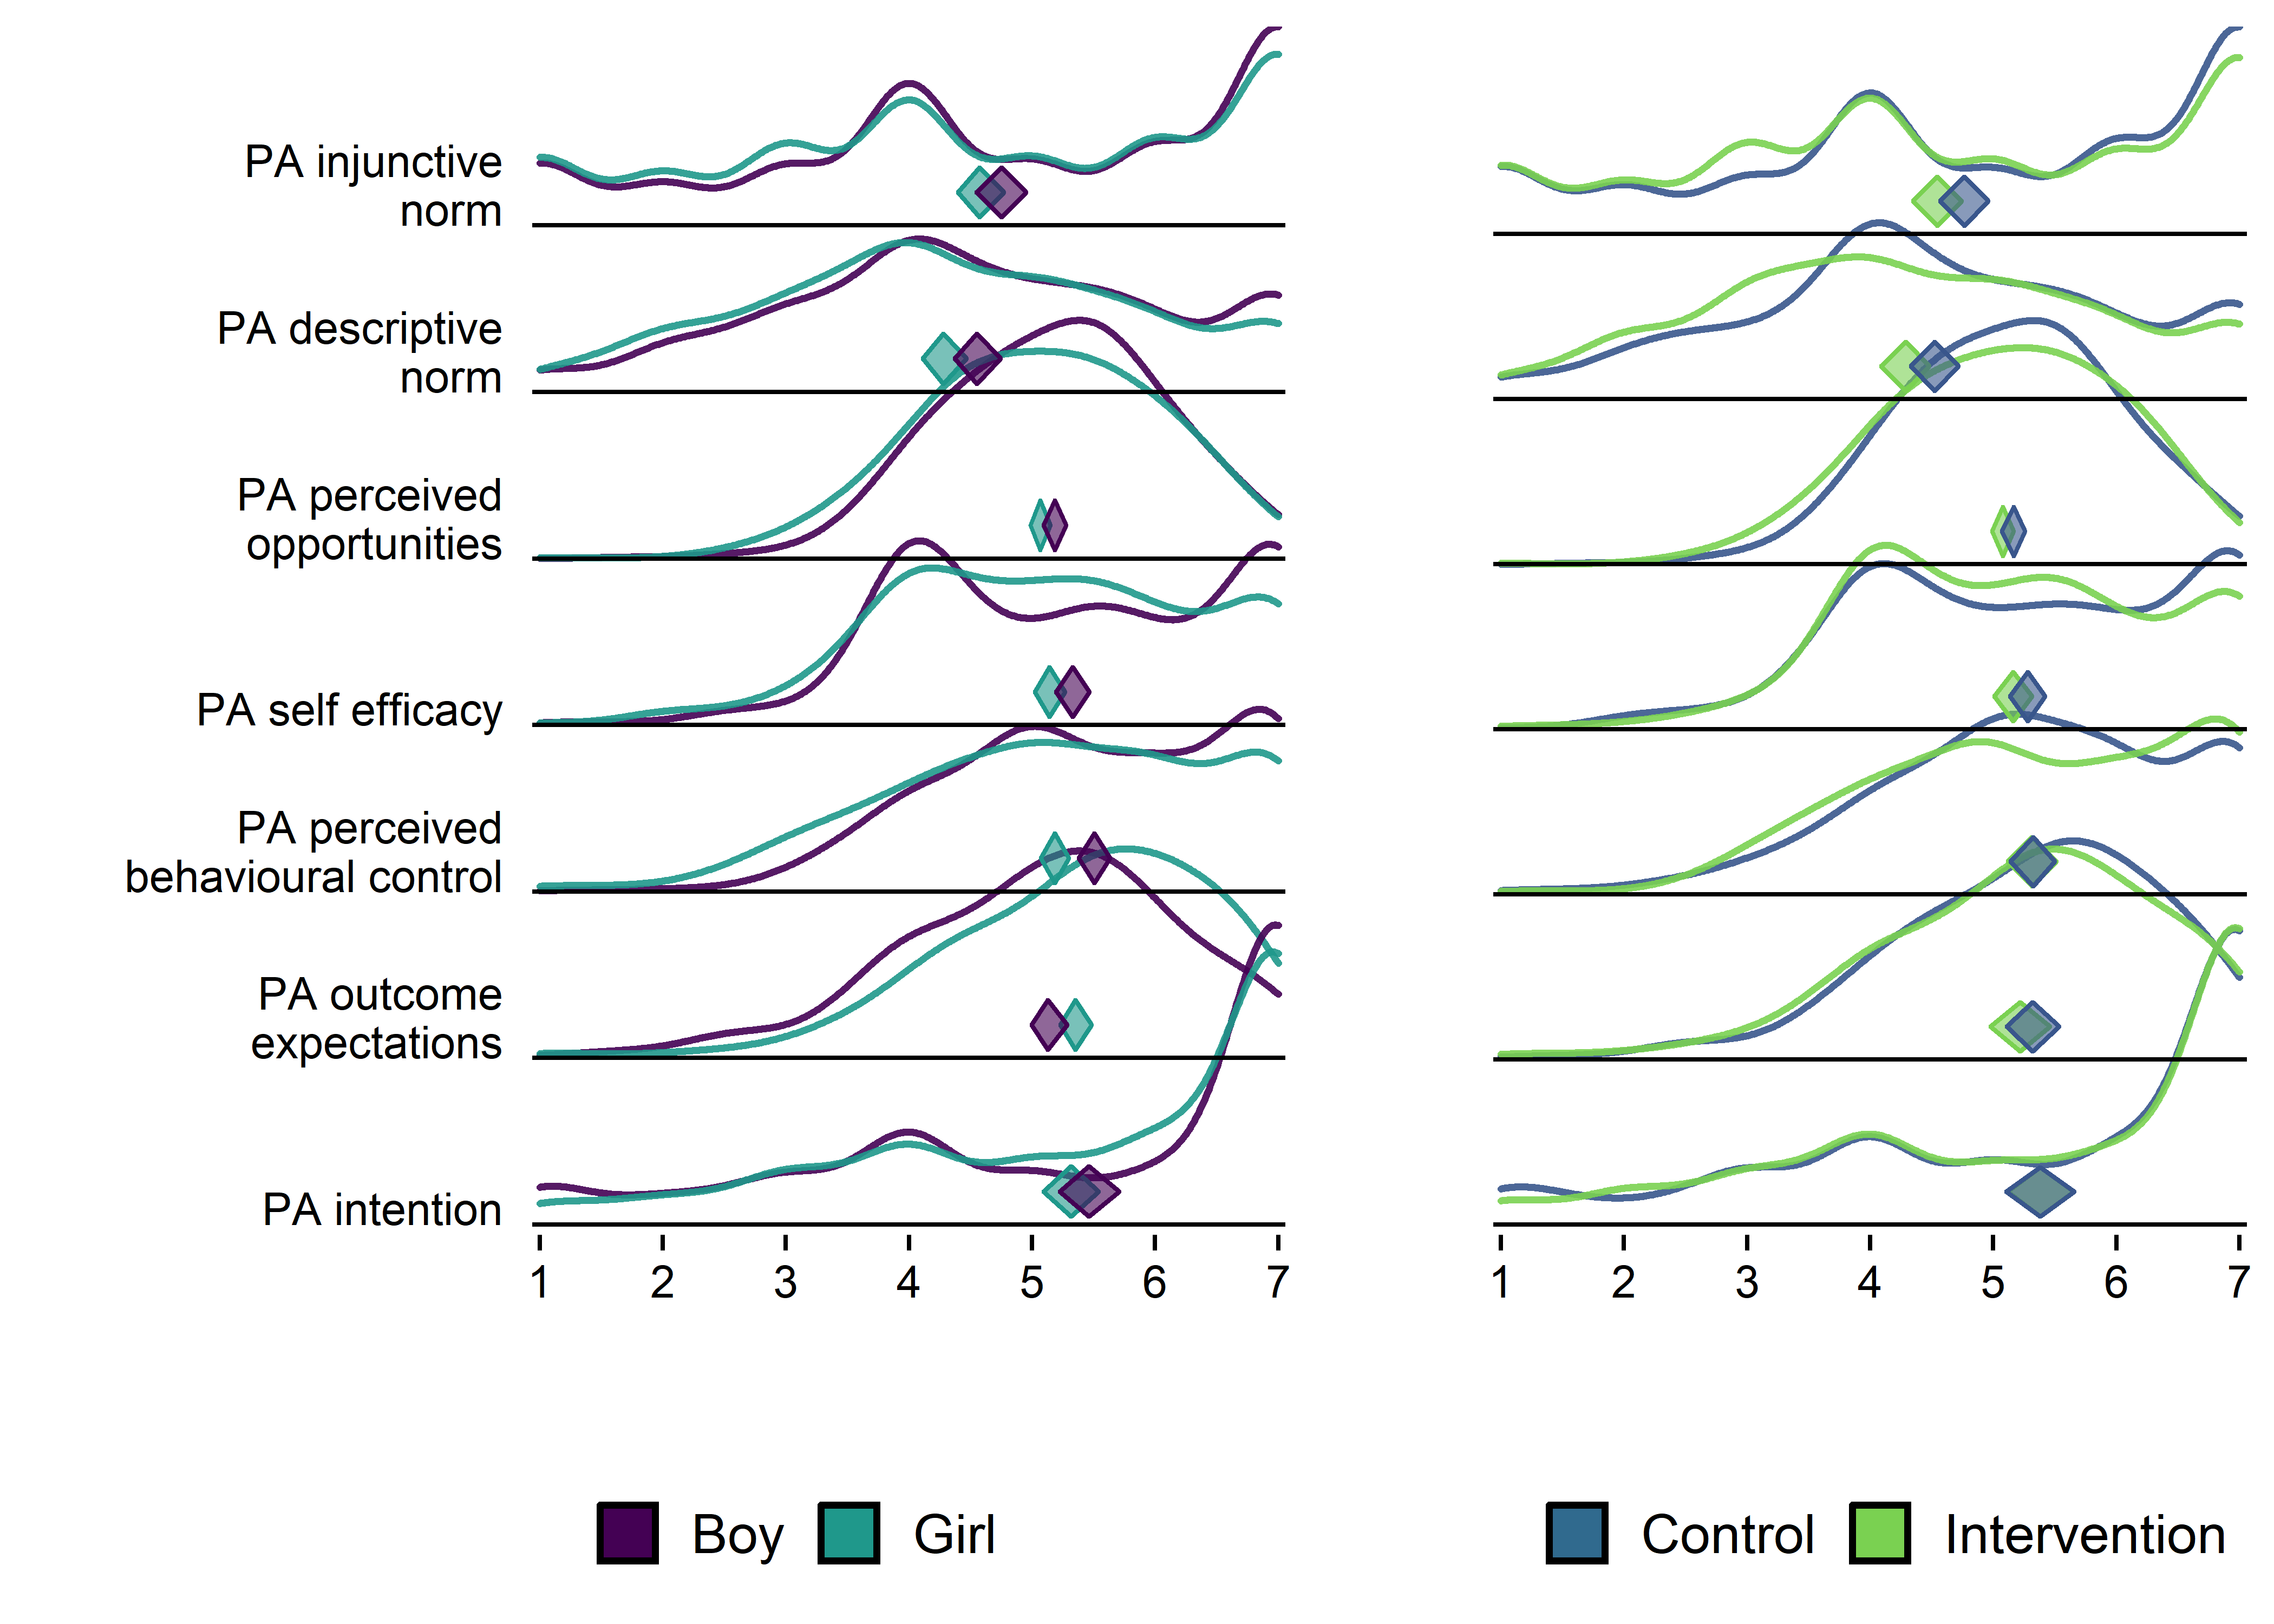 PA injunctive
norm
PA descriptive
norm
PA perceived
opportunities
PA self efficacy
PA perceived
behavioural control
PA outcome
expectations
PA intention
1 2 3 4 5 6 7
1 2 3 4 5 6 7
Boy Girl
Control Intervention